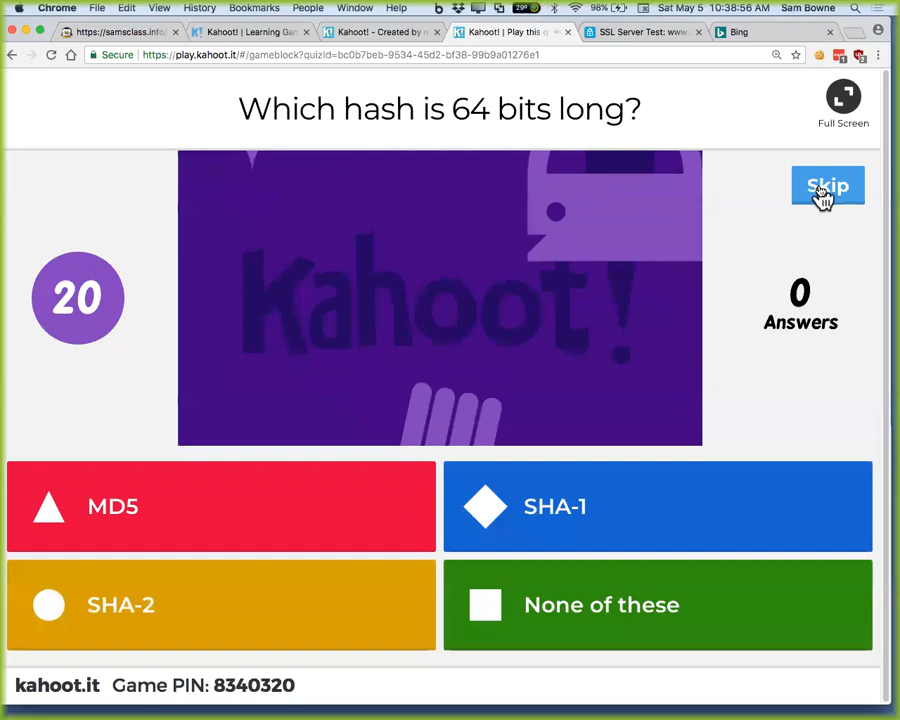 Chrome File Edit View History Bookmarks People Window Help 29° 98% Sat May 5 10:38:56 AM Sam Bowne
https://samsclass.info/ Kahoot! | Learning Gam Kahoot! - Created by n Kahoot! | Play this q SSL Server Test: www. Bing
Secure https://play.kahoot.it/#/gameblock?quizId=bc0b7beb-9534-45d2-bf38-99b9a01276e1
Which hash is 64 bits long?
Full Screen
Skip
Kahoot!
20
0
Answers
MD5
SHA-1
SHA-2
None of these
kahoot.it Game PIN: 8340320